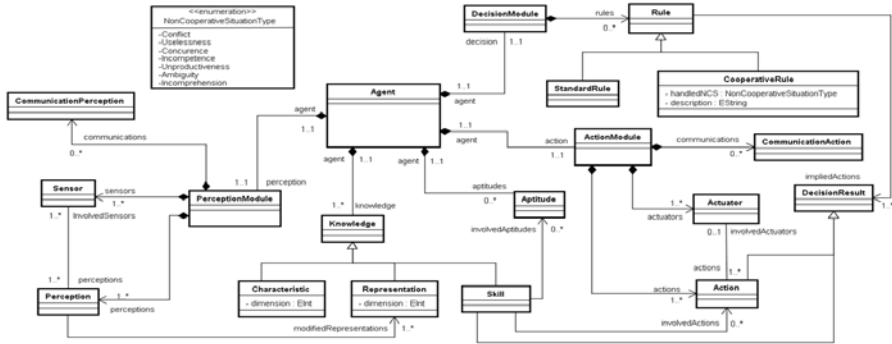 <<enumeration>>
NonCooperativeSituationType
-Conflict
-Uselessness
-Concurence
-Incompetence
-Unproductiveness
-Ambiguity
-Incomprehension
DecisionModule
rules
0..*
Rule
decision
1..1
StandardRule
CooperativeRule
- handledNCS : NonCooperativeSituationType
- description : EString
CommunicationPerception
communications
0..*
Agent
1..1
agent
agent
1..1
1..1
agent
agent
1..1
agent
1..1
action
1..1
ActionModule
communications
0..*
CommunicationAction
Sensor
sensors
1..*
1..*
InvolvedSensors
1..1
perception
PerceptionModule
1..*
knowledge
Knowledge
aptitudes
0..*
Aptitude
involvedAptitudes
0..*
1..*
actuators
Actuator
0..1
involvedActuators
impliedActions
DecisionResult
1..*
1..*
perceptions
Perception
1..*
perceptions
Characteristic
- dimension : EInt
Representation
- dimension : EInt
Skill
modifiedRepresentations
1..*
actions
1..*
actions
1..*
Action
involvedActions
0..*